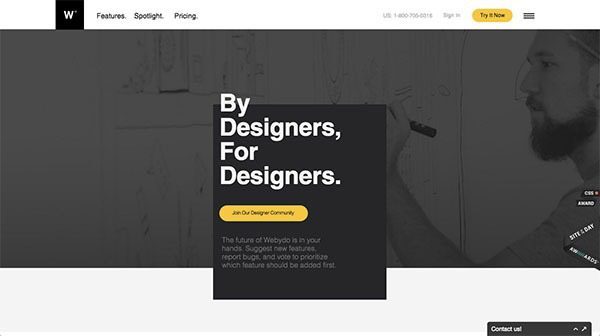 W
Features. Spotlight. Pricing.
US. 1-800-705-0016 Sign In Try It Now
By
Designers,
For
Designers.
Join Our Designer Community
The future of Webydo is in your
hands. Suggest new features,
report bugs, and vote to prioritize
which feature should be added first.
CSS
AWARD
SITE OF THE DAY
AWWWARDS
Contact us!